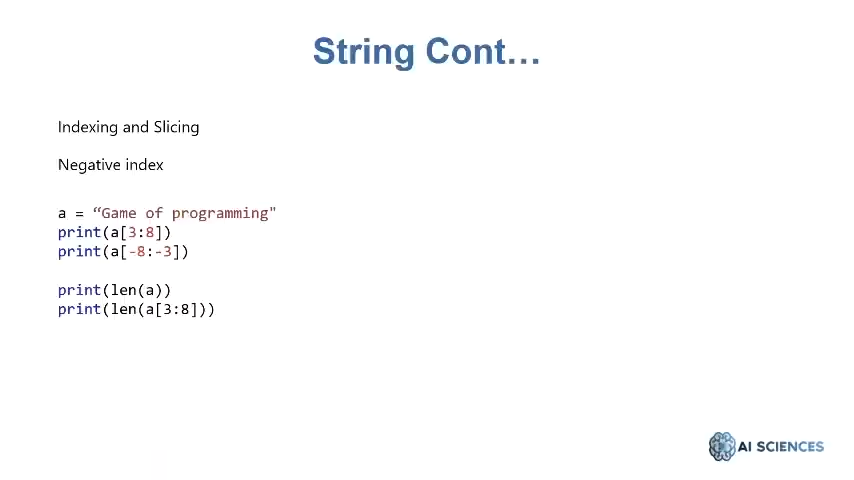 String Cont...
Indexing and Slicing
Negative index
a = “Game of programming"
print(a[3:8])
print(a[-8:-3])
print(len(a))
print(len(a[3:8]))
AI SCIENCES